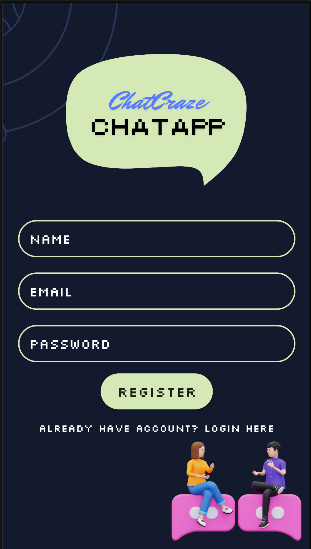 ChatCraze
CHATAPP
NAME
EMAIL
PASSWORD
REGISTER
ALREADY HAVE ACCOUNT? LOGIN HERE